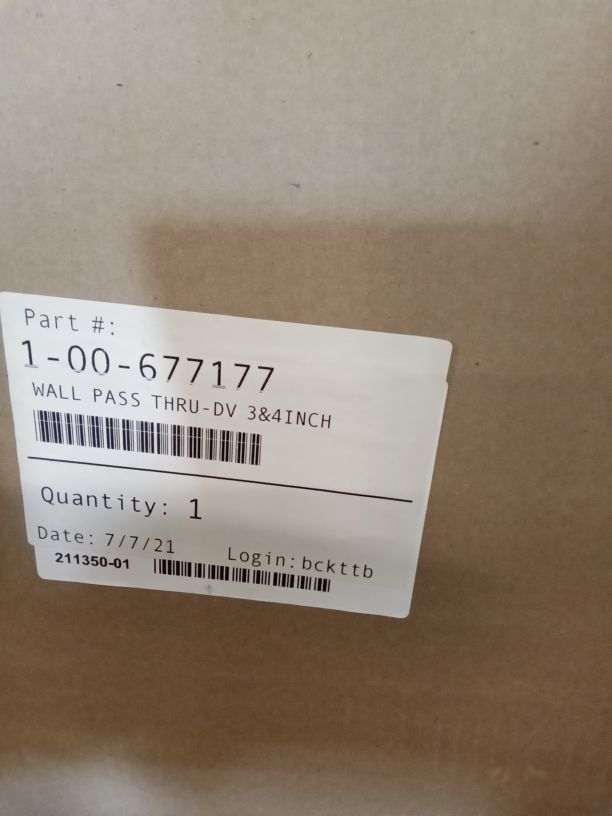 Part #:
1-00-677177
WALL PASS THRU-DV 3&4INCH
Quantity: 1
Date: 7/7/21 Login:bckttb
211350-01